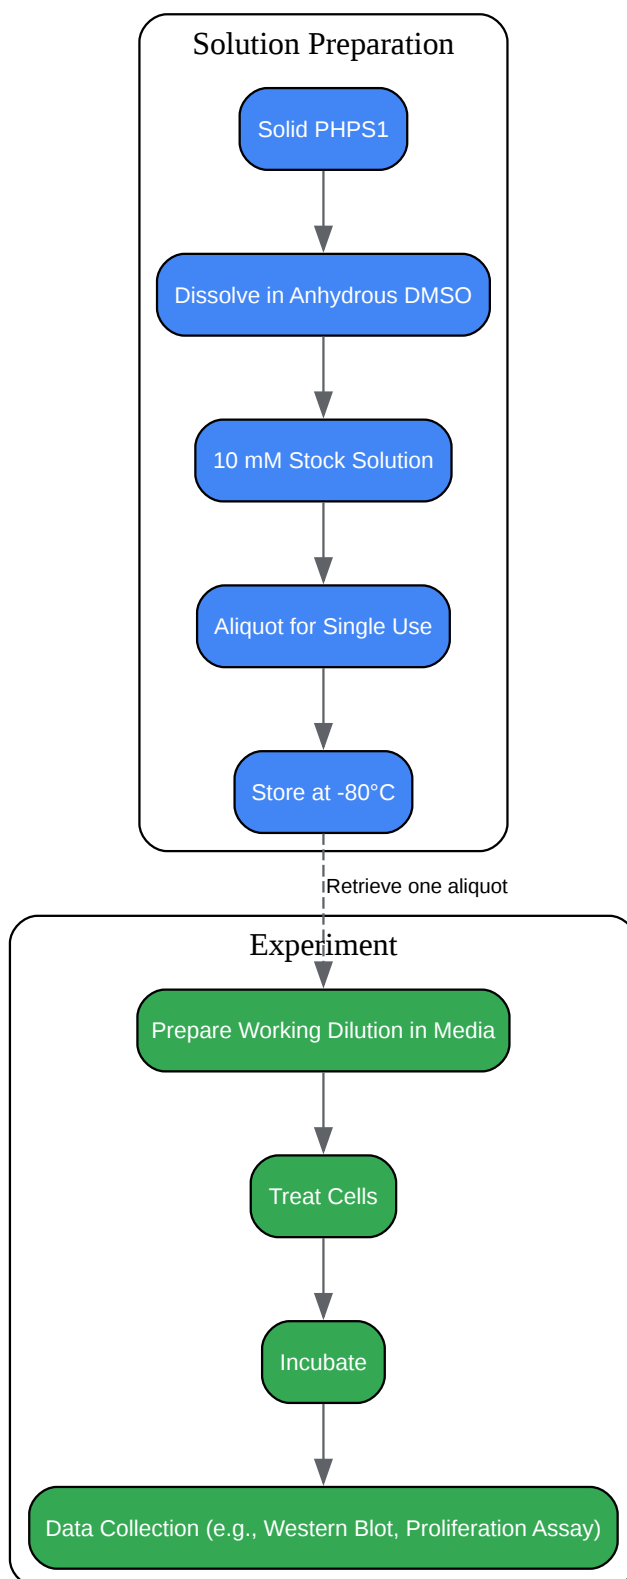 Solution Preparation
Solid PHPS1
Dissolve in Anhydrous DMSO
10 mM Stock Solution
Aliquot for Single Use
Store at -80°C
Retrieve one aliquot
Experiment
Prepare Working Dilution in Media
Treat Cells
Incubate
Data Collection (e.g., Western Blot, Proliferation Assay)